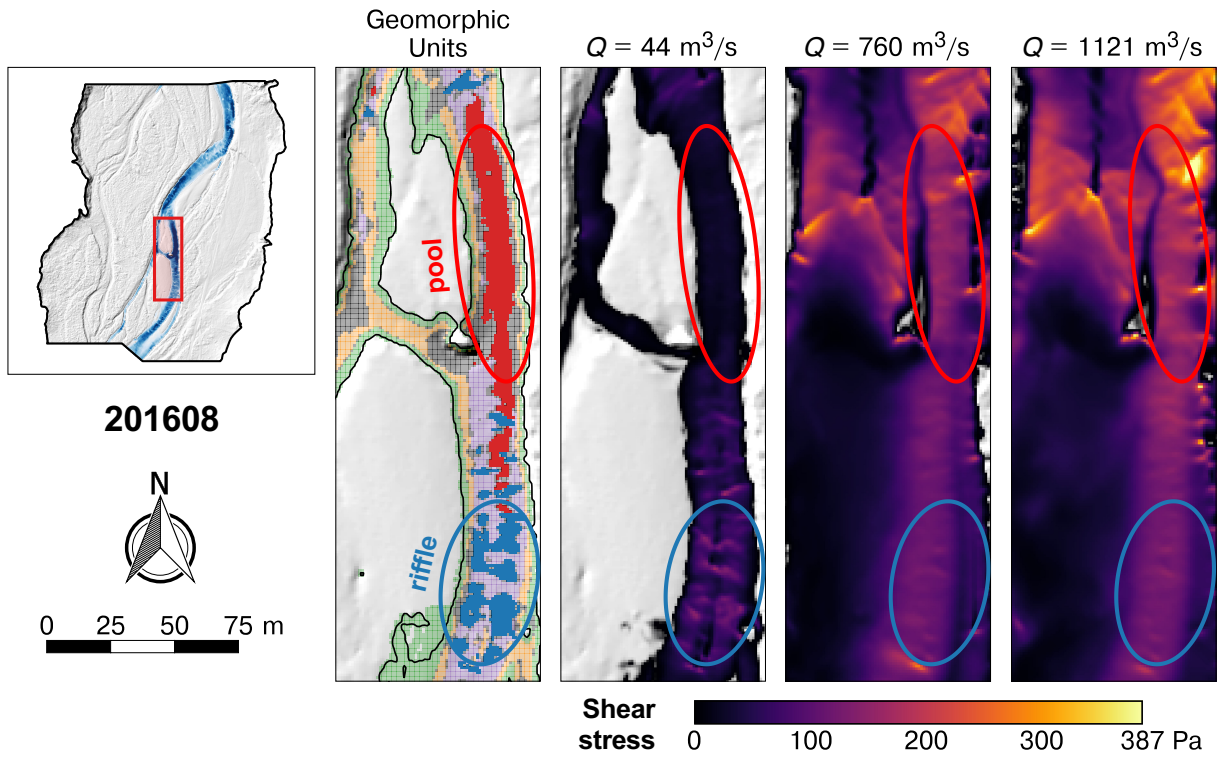 Geomorphic
Units
Q = 44 m³/s
Q = 760 m³/s
Q = 1121 m³/s
pool
riffle
201608
N
0 25 50 75 m
Shear
stress
0 100 200 300 387 Pa